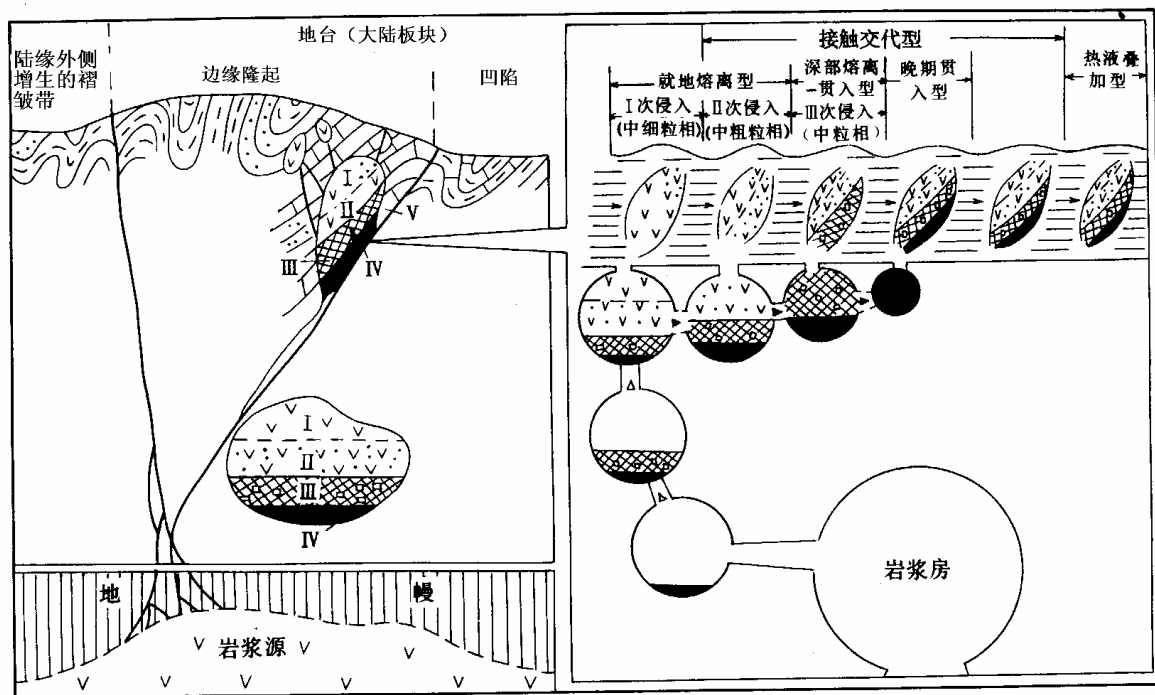 地台（大陆板块）
陆缘外侧
增生的褶
皱带
边缘隆起
凹陷
Ⅰ
Ⅱ
Ⅴ
Ⅲ
Ⅳ
Ⅰ
Ⅱ
Ⅲ
Ⅳ
地
幔
岩浆源
接触交代型
热液叠
加型
就地熔离型
深部熔离
-贯入型
晚期贯
入型
Ⅰ次侵入
(中细粒相)
Ⅱ次侵入
(中粗粒相)
Ⅲ次侵入
(中粒相)
岩浆房